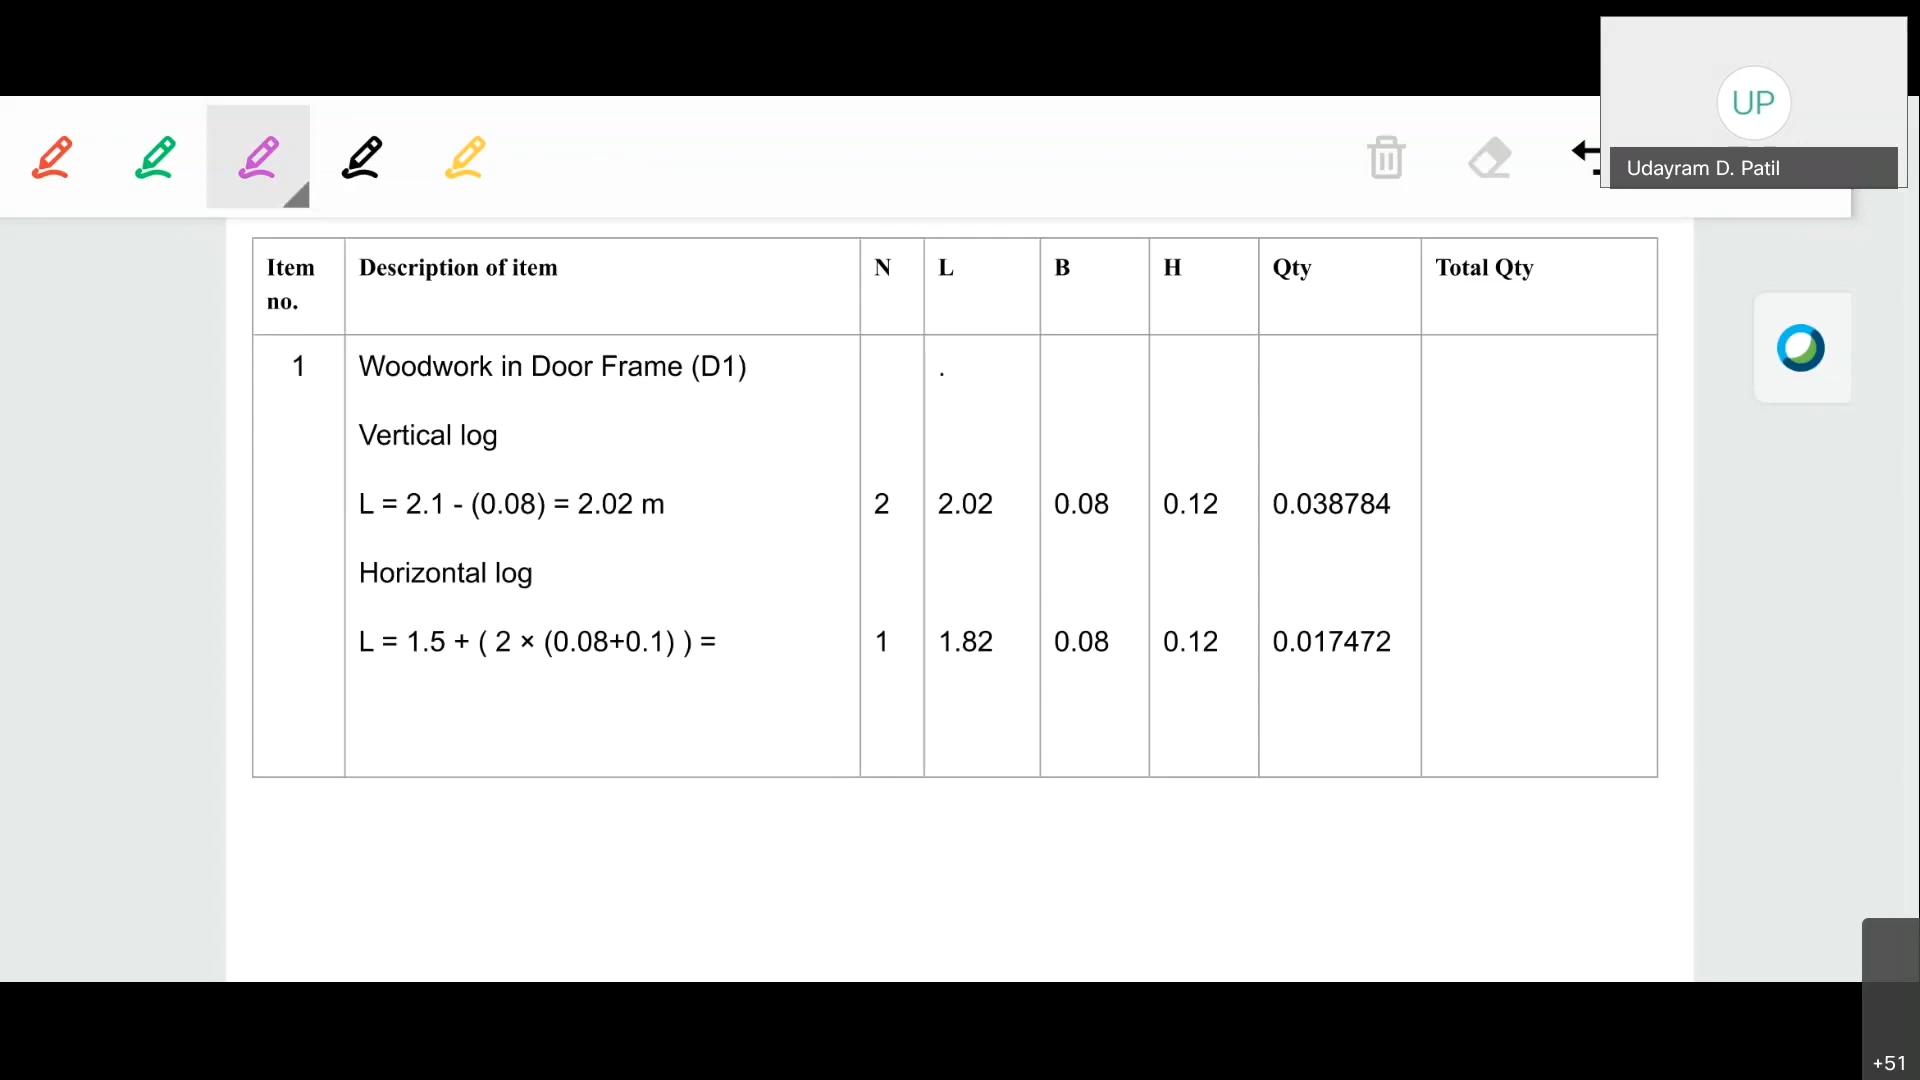 UP
Udayram D. Patil
Item no. Description of item N L B H Qty Total Qty
1 Woodwork in Door Frame (D1) .
Vertical log
L = 2.1 - (0.08) = 2.02 m 2 2.02 0.08 0.12 0.038784
Horizontal log
L = 1.5 + ( 2 × (0.08+0.1) ) = 1 1.82 0.08 0.12 0.017472
+51